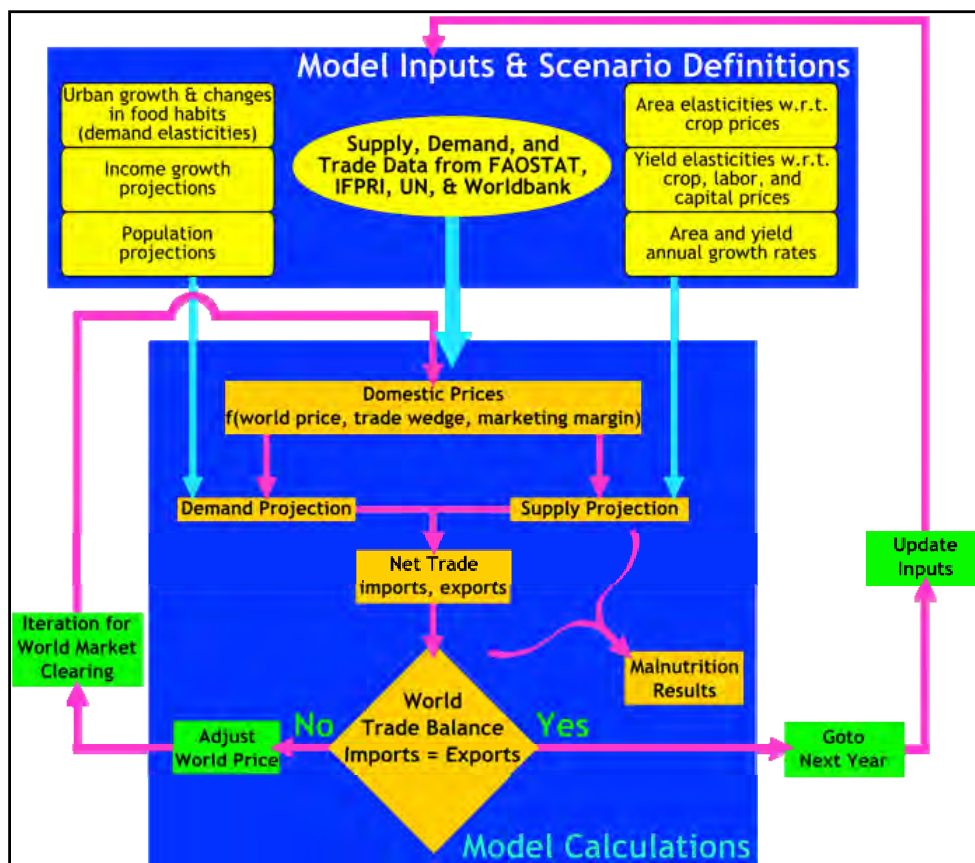 Model Inputs & Scenario Definitions
Urban growth & changes
in food habits
(demand elasticities)
Income growth
projections
Population
projections
Supply, Demand, and
Trade Data from FAOSTAT,
IFPRI, UN, & Worldbank
Area elasticities w.r.t.
crop prices
Yield elasticities w.r.t.
crop, labor, and
capital prices
Area and yield
annual growth rates
Domestic Prices
f(world price, trade wedge, marketing margin)
Demand Projection
Supply Projection
Net Trade
imports, exports
Update
Inputs
Iteration for
World Market
Clearing
Malnutrition
Results
World
Trade Balance
Imports = Exports
No
Yes
Adjust
World Price
Goto
Next Year
Model Calculations